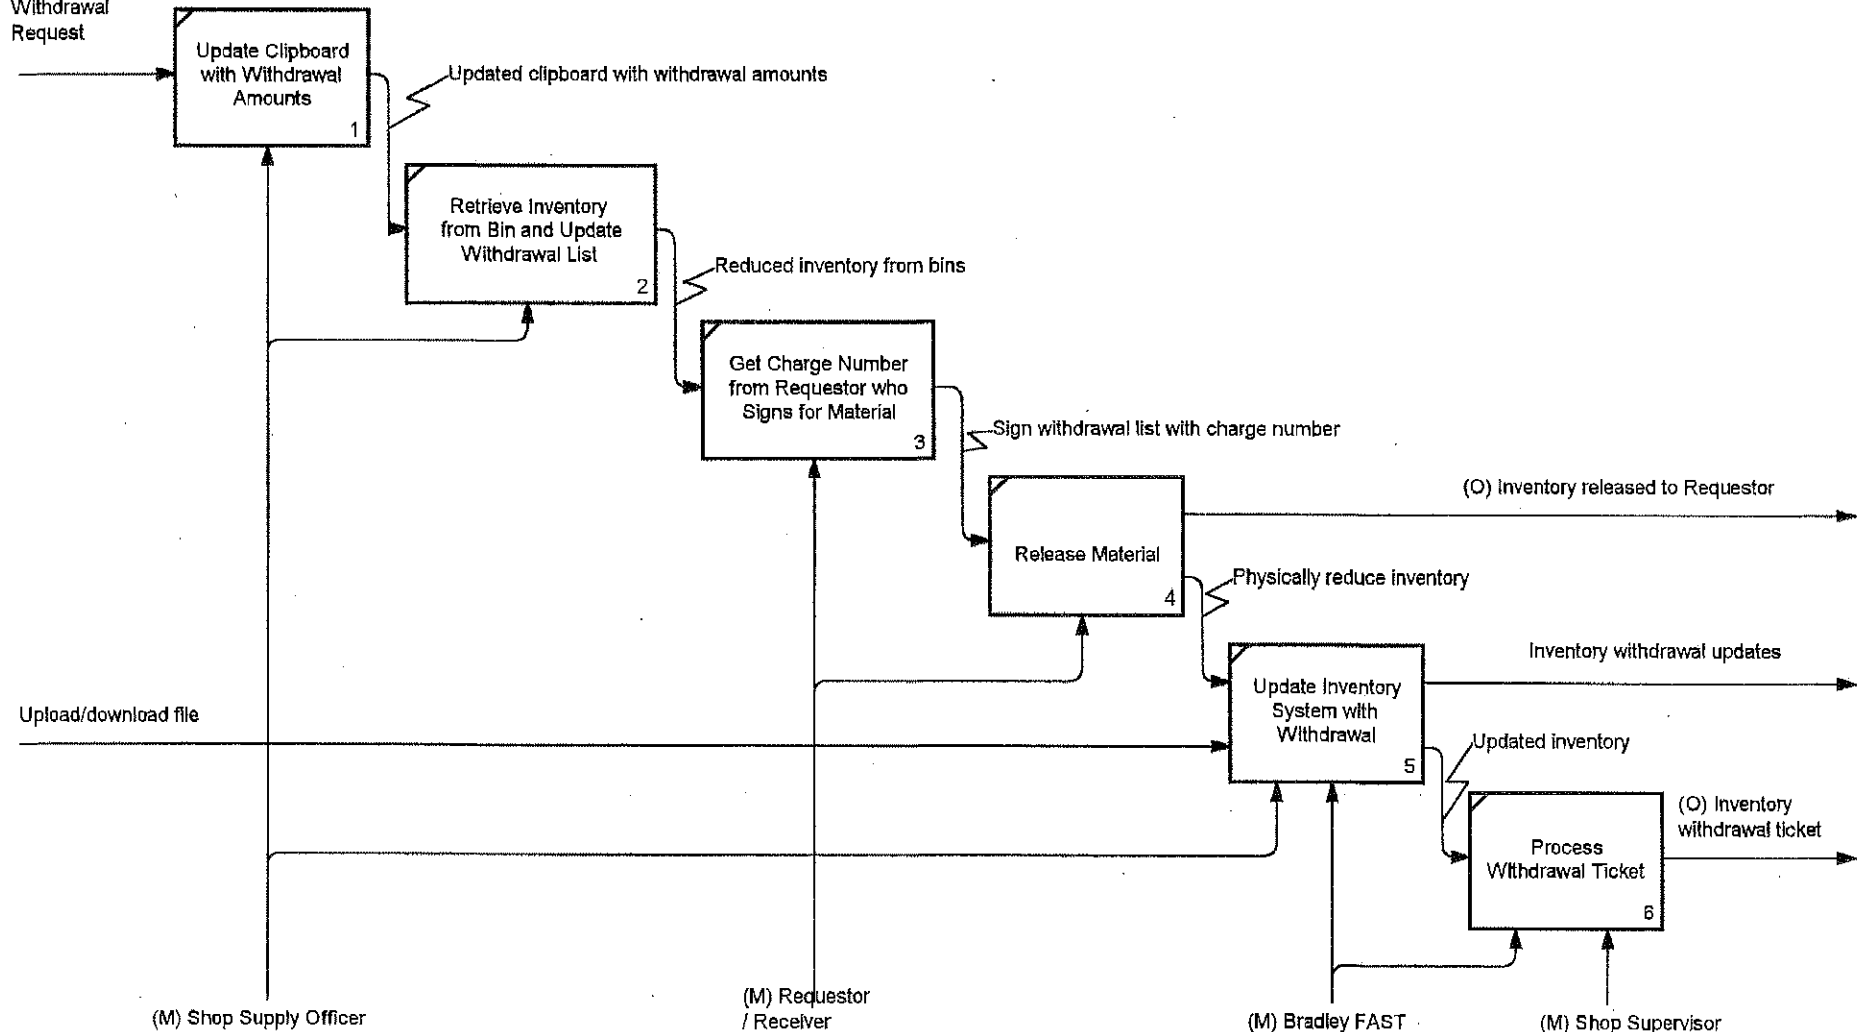 Withdrawal
Request
Update Clipboard
with Withdrawal
Amounts
1
Updated clipboard with withdrawal amounts
Retrieve Inventory
from Bin and Update
Withdrawal List
2
Reduced inventory from bins
Get Charge Number
from Requestor who
Signs for Material
3
Sign withdrawal list with charge number
(O) Inventory released to Requestor
Release Material
4
Physically reduce inventory
Inventory withdrawal updates
Update Inventory
System with
Withdrawal
5
Upload/download file
Updated inventory
(O) Inventory
withdrawal ticket
Process
Withdrawal Ticket
6
(M) Shop Supply Officer
(M) Requestor
/ Receiver
(M) Bradley FAST
(M) Shop Supervisor